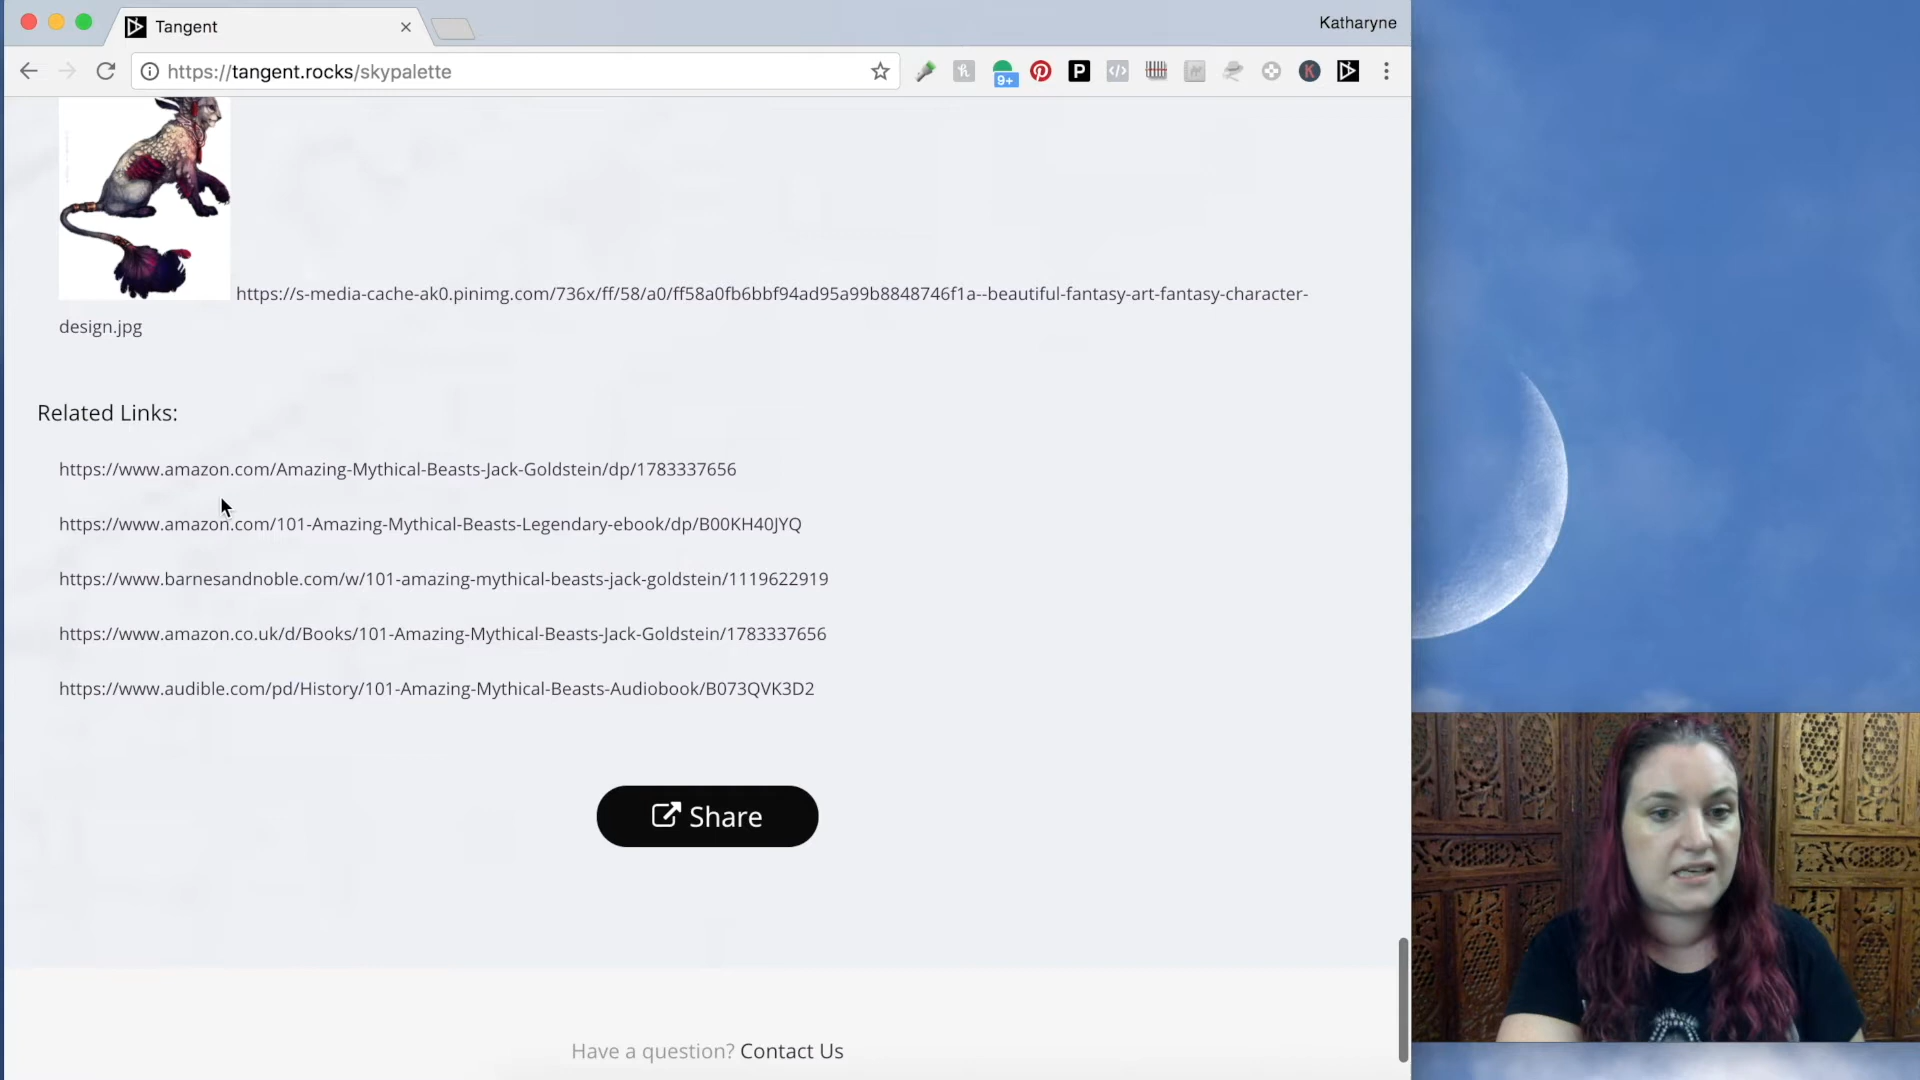 Tangent
Katharyne
https://tangent.rocks/skypalette
9+
P
K
https://s-media-cache-ak0.pinimg.com/736x/ff/58/a0/ff58a0fb6bbf94ad95a99b8848746f1a--beautiful-fantasy-art-fantasy-character-
design.jpg
Related Links:
https://www.amazon.com/Amazing-Mythical-Beasts-Jack-Goldstein/dp/1783337656
https://www.amazon.com/101-Amazing-Mythical-Beasts-Legendary-ebook/dp/B00KH40JYQ
https://www.barnesandnoble.com/w/101-amazing-mythical-beasts-jack-goldstein/1119622919
https://www.amazon.co.uk/d/Books/101-Amazing-Mythical-Beasts-Jack-Goldstein/1783337656
https://www.audible.com/pd/History/101-Amazing-Mythical-Beasts-Audiobook/B073QVK3D2
Share
Have a question? Contact Us